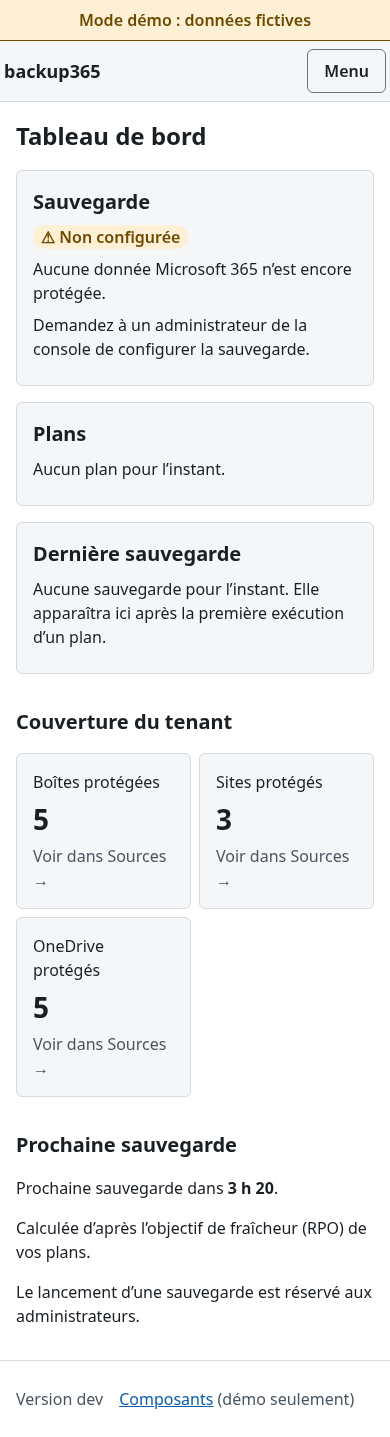 Mode démo : données fictives
backup365
Menu
Tableau de bord
Sauvegarde
⚠ Non configurée
Aucune donnée Microsoft 365 n’est encore
protégée.
Demandez à un administrateur de la
console de configurer la sauvegarde.
Plans
Aucun plan pour l’instant.
Dernière sauvegarde
Aucune sauvegarde pour l’instant. Elle
apparaîtra ici après la première exécution
d’un plan.
Couverture du tenant
Boîtes protégées
5
Voir dans Sources
→
Sites protégés
3
Voir dans Sources
→
OneDrive
protégés
5
Voir dans Sources
→
Prochaine sauvegarde
Prochaine sauvegarde dans 3 h 20.
Calculée d’après l’objectif de fraîcheur (RPO) de
vos plans.
Le lancement d’une sauvegarde est réservé aux
administrateurs.
Version dev Composants (démo seulement)